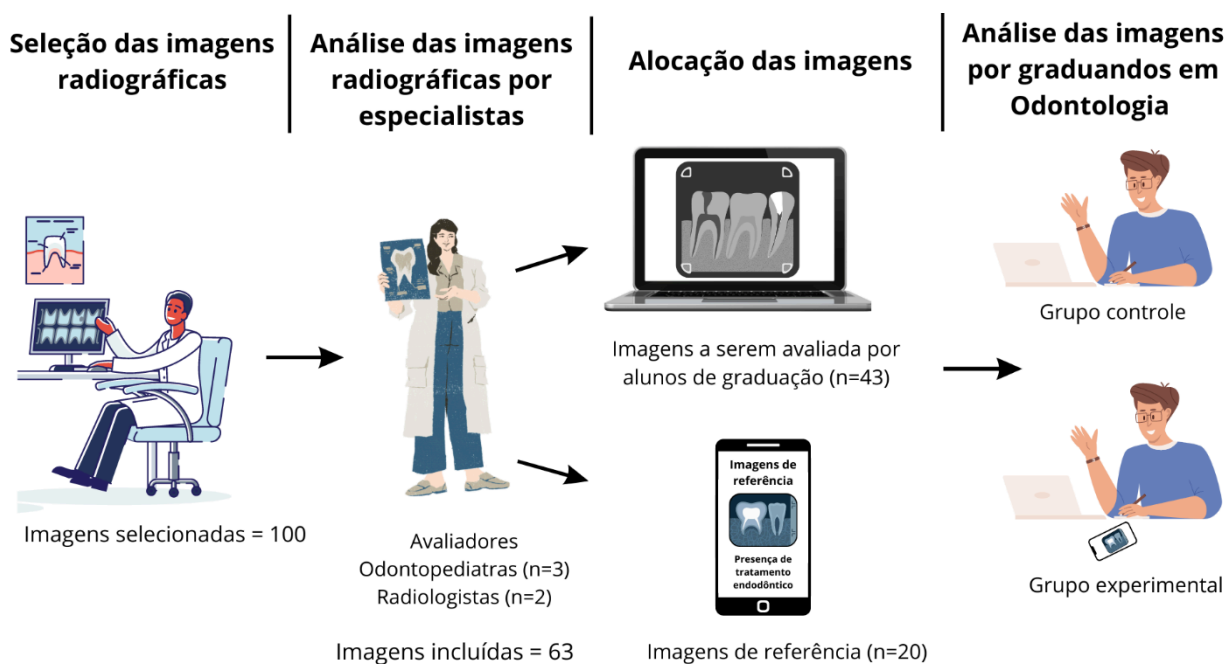 Seleção das imagens
radiográficas
Análise das imagens
radiográficas por
especialistas
Alocação das imagens
Análise das imagens
por graduandos em
Odontologia
Imagens selecionadas = 100
Avaliadores
Odontopediatras (n=3)
Radiologistas (n=2)
Imagens incluídas = 63
Imagens a serem avaliada por
alunos de graduação (n=43)
Imagens de
referência
Presença de
tratamento
endodôntico
Imagens de referência (n=20)
Grupo controle
Grupo experimental